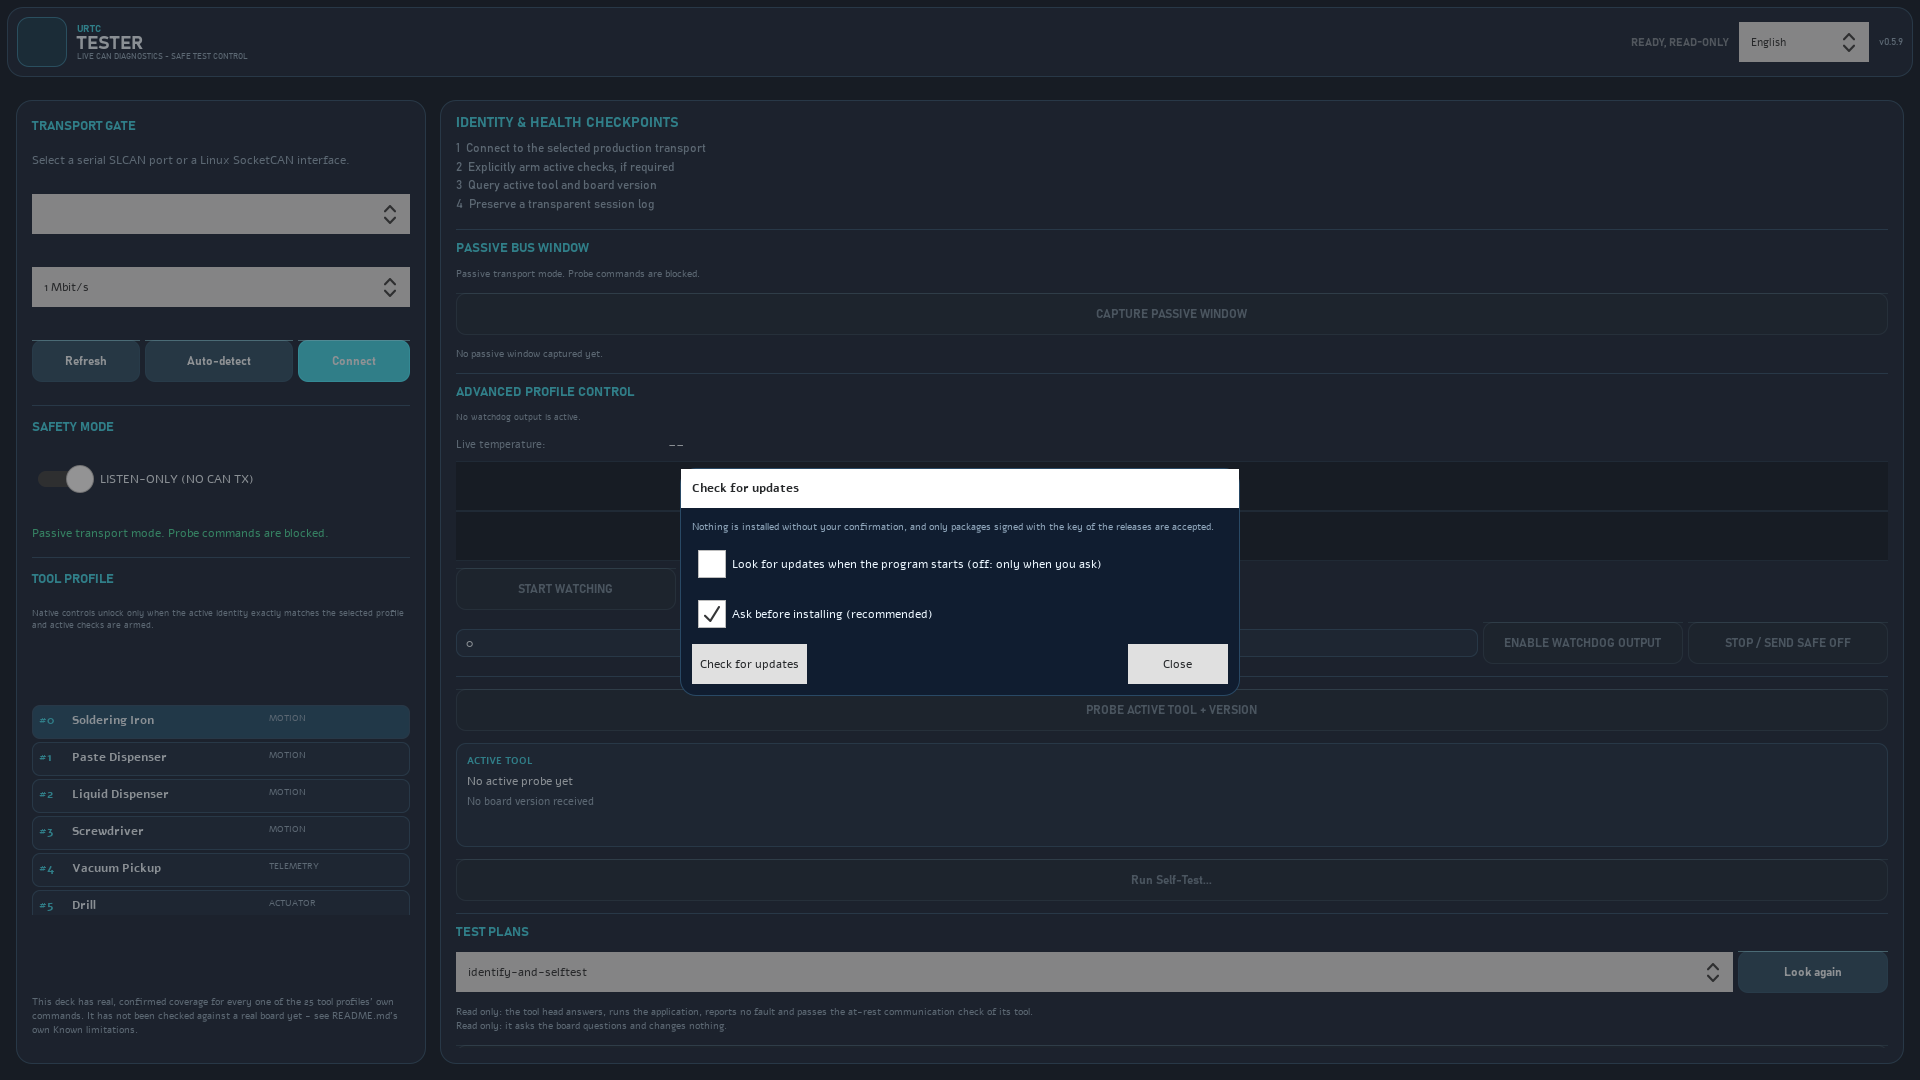 URTC
TESTER
LIVE CAN DIAGNOSTICS - SAFE TEST CONTROL
READY, READ-ONLY
English
v0.5.9
TRANSPORT GATE
Select a serial SLCAN port or a Linux SocketCAN interface.
1 Mbit/s
Refresh
Auto-detect
Connect
SAFETY MODE
LISTEN-ONLY (NO CAN TX)
Passive transport mode. Probe commands are blocked.
TOOL PROFILE
Native controls unlock only when the active identity exactly matches the selected profile
and active checks are armed.
#0 Soldering Iron MOTION
#1 Paste Dispenser MOTION
#2 Liquid Dispenser MOTION
#3 Screwdriver MOTION
#4 Vacuum Pickup TELEMETRY
#5 Drill ACTUATOR
This deck has real, confirmed coverage for every one of the 25 tool profiles' own
commands. It has not been checked against a real board yet - see README.md's
own Known limitations.
IDENTITY & HEALTH CHECKPOINTS
1 Connect to the selected production transport
2 Explicitly arm active checks, if required
3 Query active tool and board version
4 Preserve a transparent session log
PASSIVE BUS WINDOW
Passive transport mode. Probe commands are blocked.
CAPTURE PASSIVE WINDOW
No passive window captured yet.
ADVANCED PROFILE CONTROL
No watchdog output is active.
Live temperature: --
START WATCHING
0
ENABLE WATCHDOG OUTPUT
STOP / SEND SAFE OFF
PROBE ACTIVE TOOL + VERSION
ACTIVE TOOL
No active probe yet
No board version received
Run Self-Test...
TEST PLANS
identify-and-selftest
Look again
Read only: the tool head answers, runs the application, reports no fault and passes the at-rest communication check of its tool.
Read only: it asks the board questions and changes nothing.
Check for updates
Nothing is installed without your confirmation, and only packages signed with the key of the releases are accepted.
Look for updates when the program starts (off: only when you ask)
Ask before installing (recommended)
Check for updates
Close